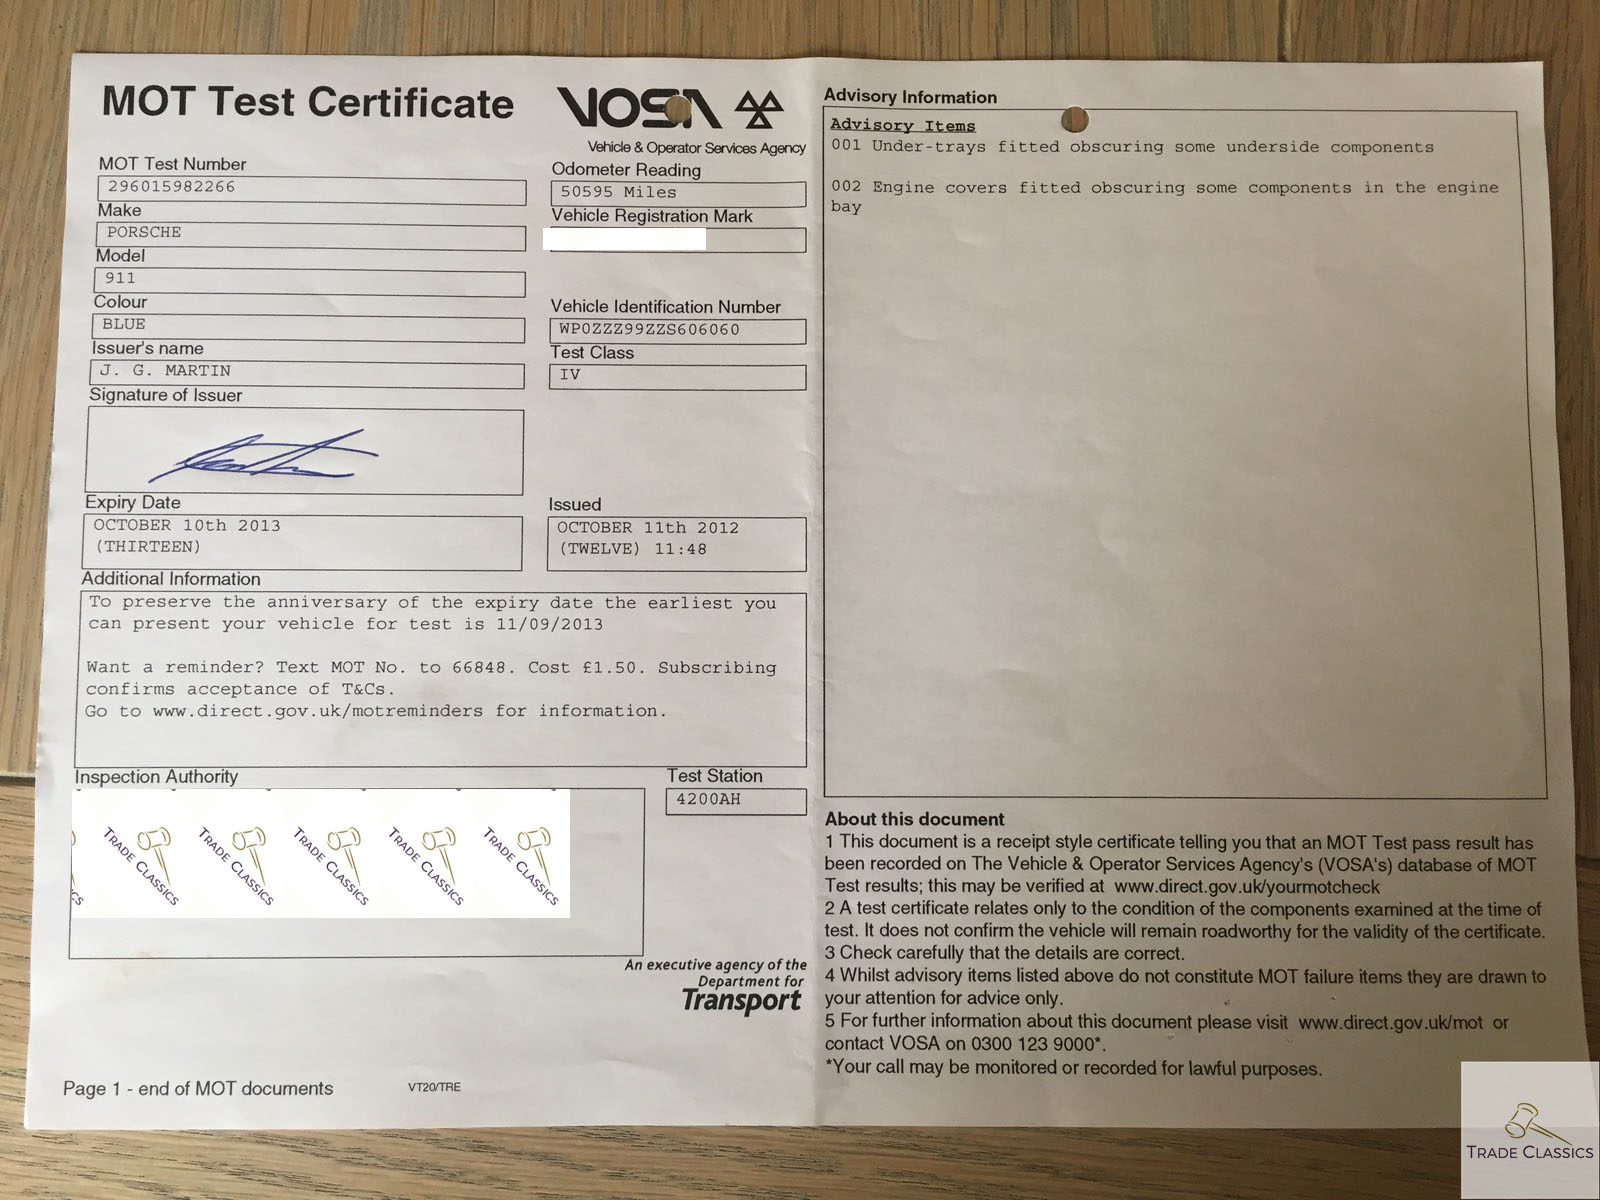 MOT Test Certificate
VOSA
Vehicle & Operator Services Agency
MOT Test Number
296015982266
Odometer Reading
50595 Miles
Make
PORSCHE
Vehicle Registration Mark
Model
911
Colour
BLUE
Vehicle Identification Number
WP0ZZZ99ZZS606060
Issuer's name
J. G. MARTIN
Test Class
IV
Signature of Issuer
Expiry Date
OCTOBER 10th 2013
(THIRTEEN)
Issued
OCTOBER 11th 2012
(TWELVE) 11:48
Additional Information
To preserve the anniversary of the expiry date the earliest you
can present your vehicle for test is 11/09/2013
Want a reminder? Text MOT No. to 66848. Cost £1.50. Subscribing
confirms acceptance of T&Cs.
Go to www.direct.gov.uk/motreminders for information.
Inspection Authority
TRADE CLASSICS
TRADE CLASSICS
TRADE CLASSICS
TRADE CLASSICS
TRADE CLASSICS
Test Station
4200AH
An executive agency of the
Department for
Transport
Page 1 - end of MOT documents
VT20/TRE
Advisory Information
Advisory Items
001 Under-trays fitted obscuring some underside components
002 Engine covers fitted obscuring some components in the engine
bay
About this document
1 This document is a receipt style certificate telling you that an MOT Test pass result has
been recorded on The Vehicle & Operator Services Agency's (VOSA's) database of MOT
Test results; this may be verified at www.direct.gov.uk/yourmotcheck
2 A test certificate relates only to the condition of the components examined at the time of
test. It does not confirm the vehicle will remain roadworthy for the validity of the certificate.
3 Check carefully that the details are correct.
4 Whilst advisory items listed above do not constitute MOT failure items they are drawn to
your attention for advice only.
5 For further information about this document please visit www.direct.gov.uk/mot or
contact VOSA on 0300 123 9000*.
*Your call may be monitored or recorded for lawful purposes.
TRADE CLASSICS